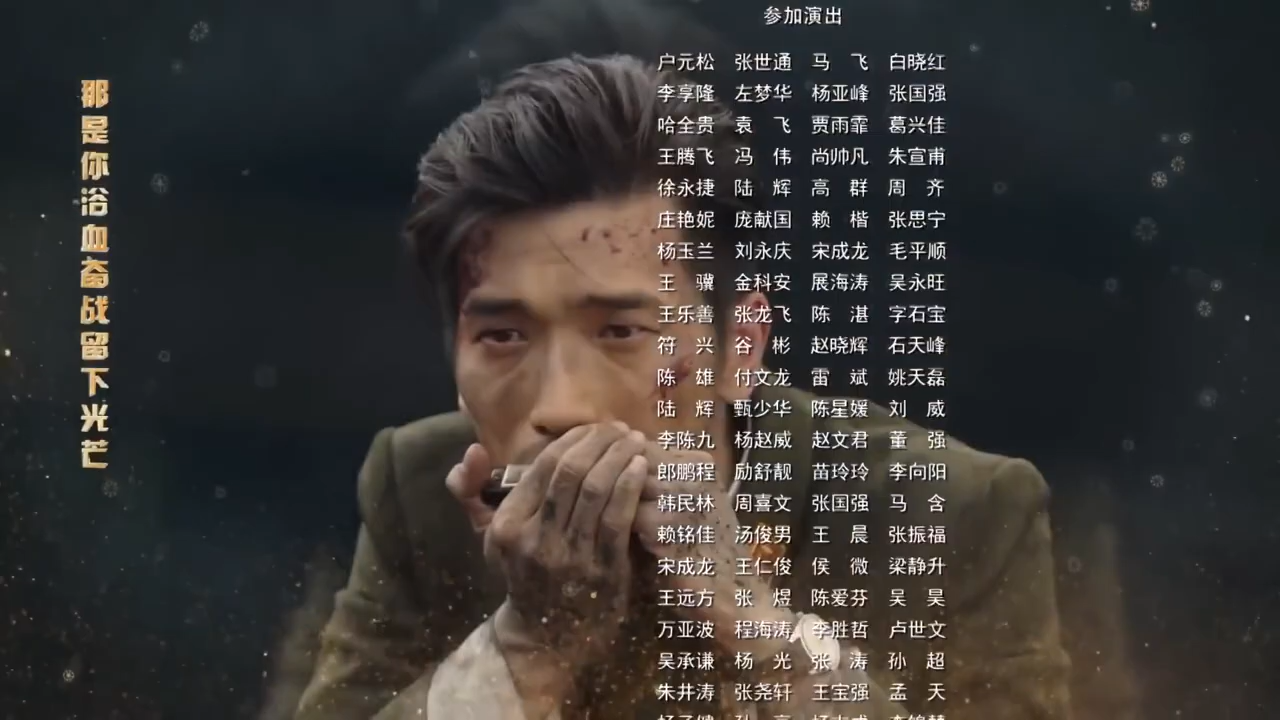 参加演出
那是你浴血奋战留下光芒
户元松 张世通 马 飞 白晓红
李享隆 左梦华 杨亚峰 张国强
哈全贵 袁 飞 贾雨霏 葛兴佳
王腾飞 冯 伟 尚帅凡 朱宣甫
徐永捷 陆 辉 高 群 周 齐
庄艳妮 庞献国 赖 楷 张思宁
杨玉兰 刘永庆 宋成龙 毛平顺
王 骥 金科安 展海涛 吴永旺
王乐善 张龙飞 陈 湛 字石宝
符 兴 谷 彬 赵晓辉 石天峰
陈 雄 付文龙 雷 斌 姚天磊
陆 辉 甄少华 陈星媛 刘 威
李陈九 杨赵威 赵文君 董 强
郎鹏程 励舒靓 苗玲玲 李向阳
韩民林 周喜文 张国强 马 含
赖铭佳 汤俊男 王 晨 张振福
宋成龙 王仁俊 侯 微 梁静升
王远方 张 煜 陈爱芬 吴 昊
万亚波 程海涛 李胜哲 卢世文
吴承谦 杨 光 张 涛 孙 超
朱井涛 张尧轩 王宝强 孟 天